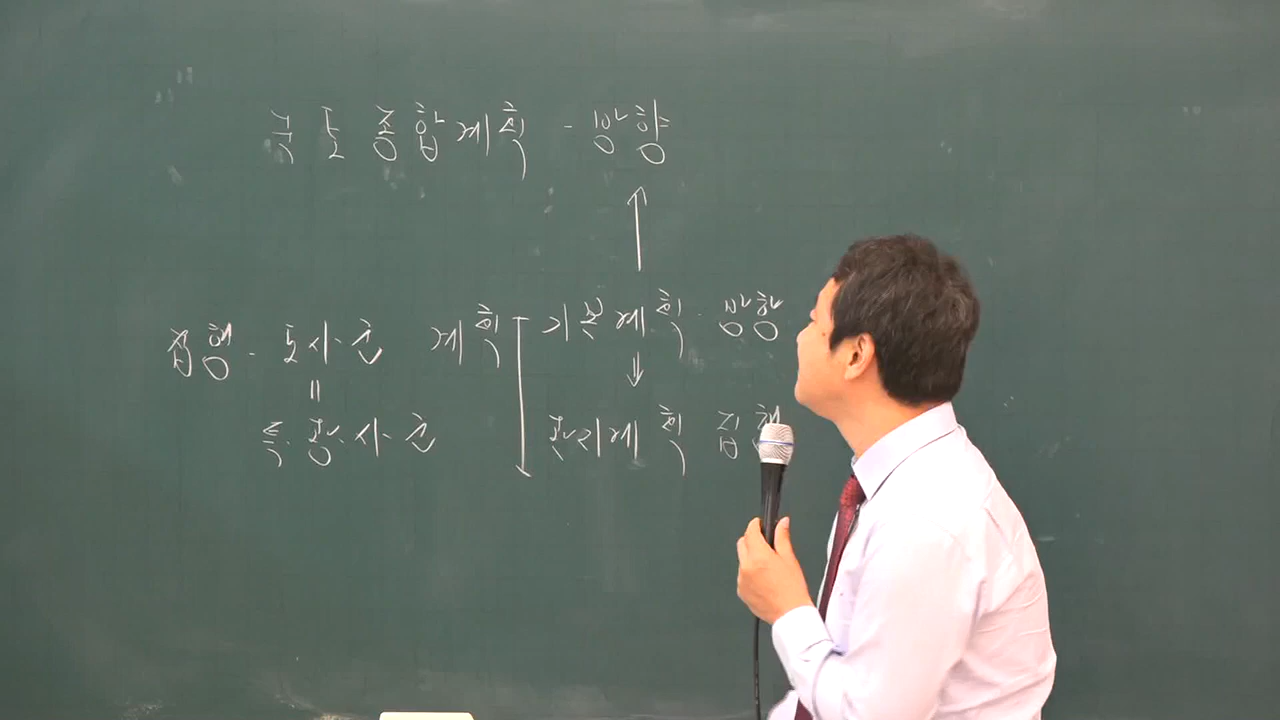 국토종합계획 - 방향
기본계획 - 방향
집행 - 도시·군 계획
=
특·광·시·군
관리계획 집행